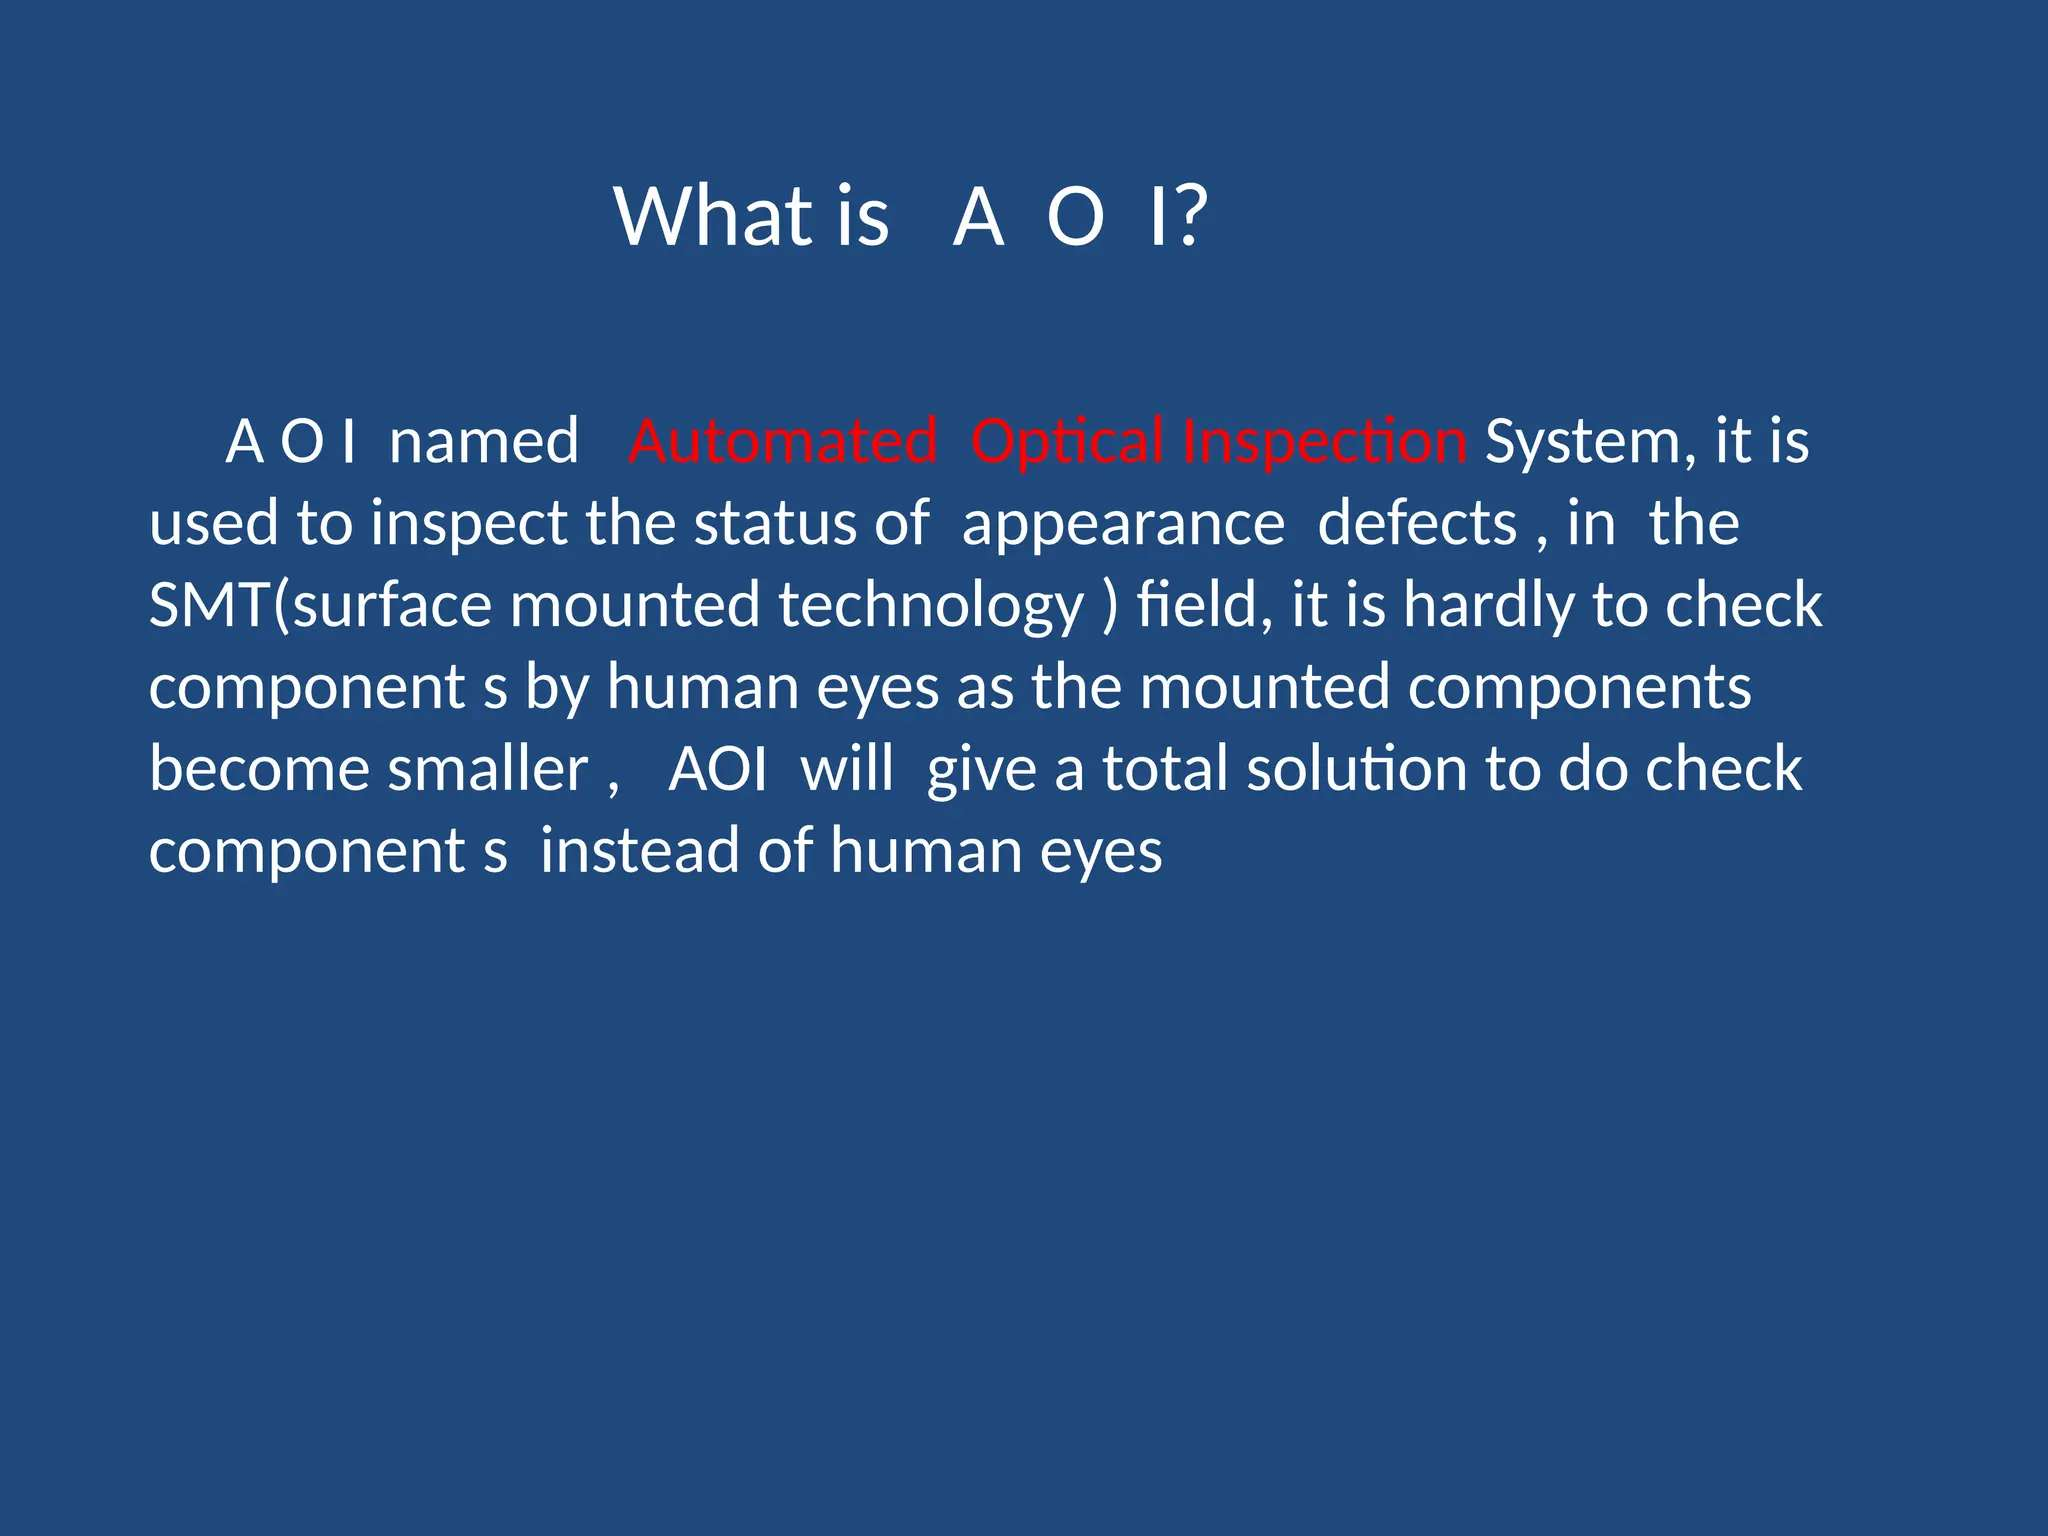 What is A O I?
A O I named Automated Optical Inspection System, it is
used to inspect the status of appearance defects , in the
SMT(surface mounted technology ) field, it is hardly to check
component s by human eyes as the mounted components
become smaller , AOI will give a total solution to do check
component s instead of human eyes